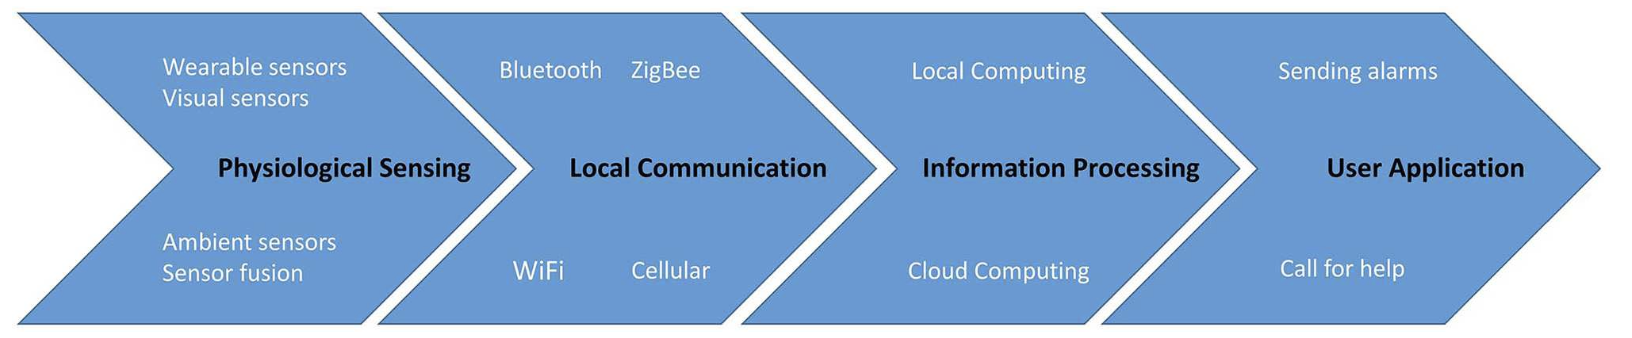 Wearable sensors
Visual sensors
Physiological Sensing
Ambient sensors
Sensor fusion
Bluetooth ZigBee
Local Communication
WiFi Cellular
Local Computing
Information Processing
Cloud Computing
Sending alarms
User Application
Call for help